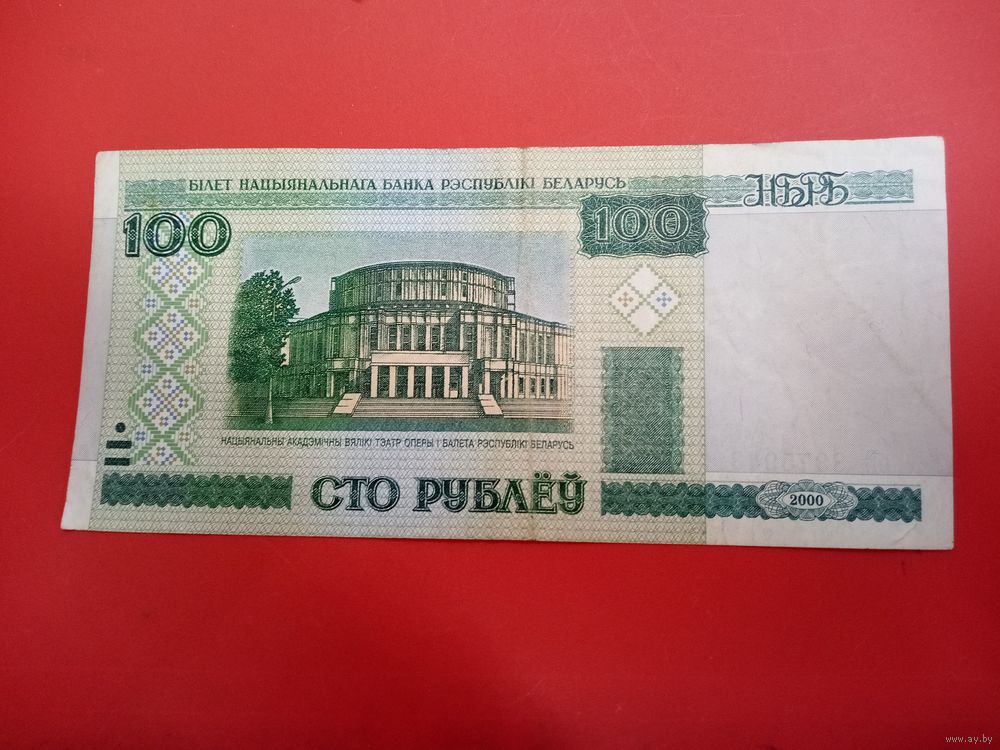 БІЛЕТ НАЦЫЯНАЛЬНАГА БАНКА РЭСПУБЛІКІ БЕЛАРУСЬ
НБРБ
100
100
НАЦЫЯНАЛЬНЫ АКАДЭМІЧНЫ ВЯЛІКІ ТЭАТР ОПЕРЫ І БАЛЕТА РЭСПУБЛІКІ БЕЛАРУСЬ
СТО РУБЛЁЎ
2000
www.ay.by